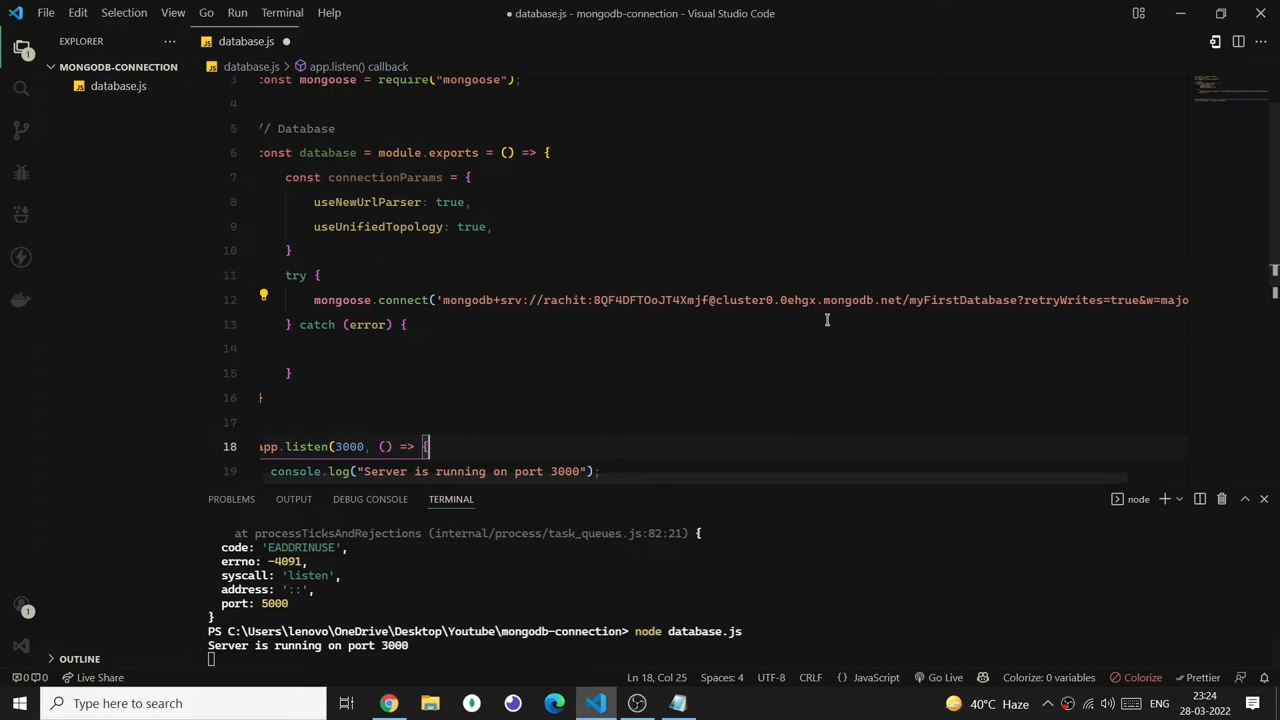 File Edit Selection View Go Run Terminal Help
● database.js - mongodb-connection - Visual Studio Code
EXPLORER
MONGODB-CONNECTION
JS database.js
1
1
JS database.js ●
JS database.js > app.listen() callback
3 const mongoose = require("mongoose");
4
5 // Database
6 const database = module.exports = () => {
7 const connectionParams = {
8 useNewUrlParser: true,
9 useUnifiedTopology: true,
10 }
11 try {
12 mongoose.connect('mongodb+srv://rachit:8QF4DFTOoJT4Xmjf@cluster0.0ehgx.mongodb.net/myFirstDatabase?retryWrites=true&w=majo
13 } catch (error) {
14
15 }
16 }
17
18 app.listen(3000, () => {
19 console.log("Server is running on port 3000");
PROBLEMS OUTPUT DEBUG CONSOLE TERMINAL
node
at processTicksAndRejections (internal/process/task_queues.js:82:21) {
code: 'EADDRINUSE',
errno: -4091,
syscall: 'listen',
address: '::',
port: 5000
}
PS C:\Users\lenovo\OneDrive\Desktop\Youtube\mongodb-connection> node database.js
Server is running on port 3000
OUTLINE
0 0 Live Share
Ln 18, Col 25 Spaces: 4 UTF-8 CRLF {} JavaScript Go Live Colorize: 0 variables Colorize Prettier
Type here to search
40°C Haze
ENG
23:24
28-03-2022